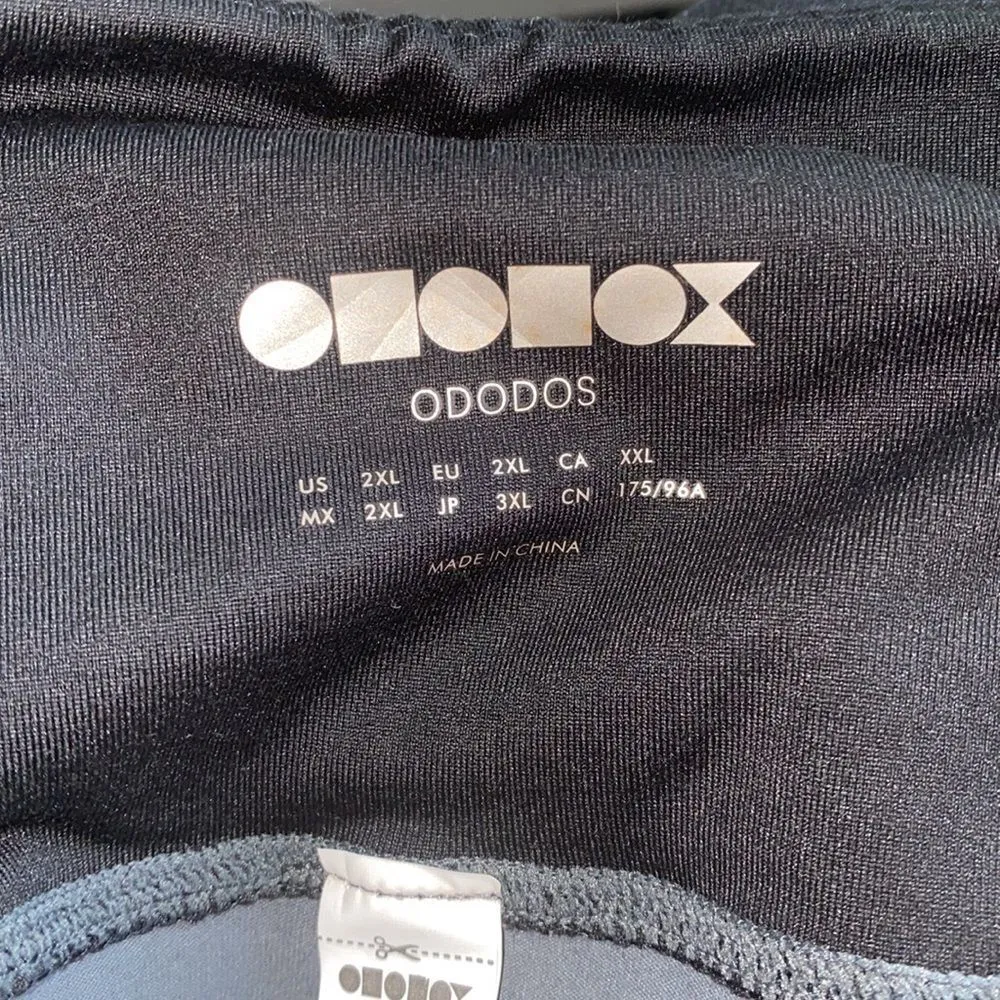 ODODOS
US 2XL EU 2XL CA XXL
MX 2XL JP 3XL CN 175/96A
MADE IN CHINA